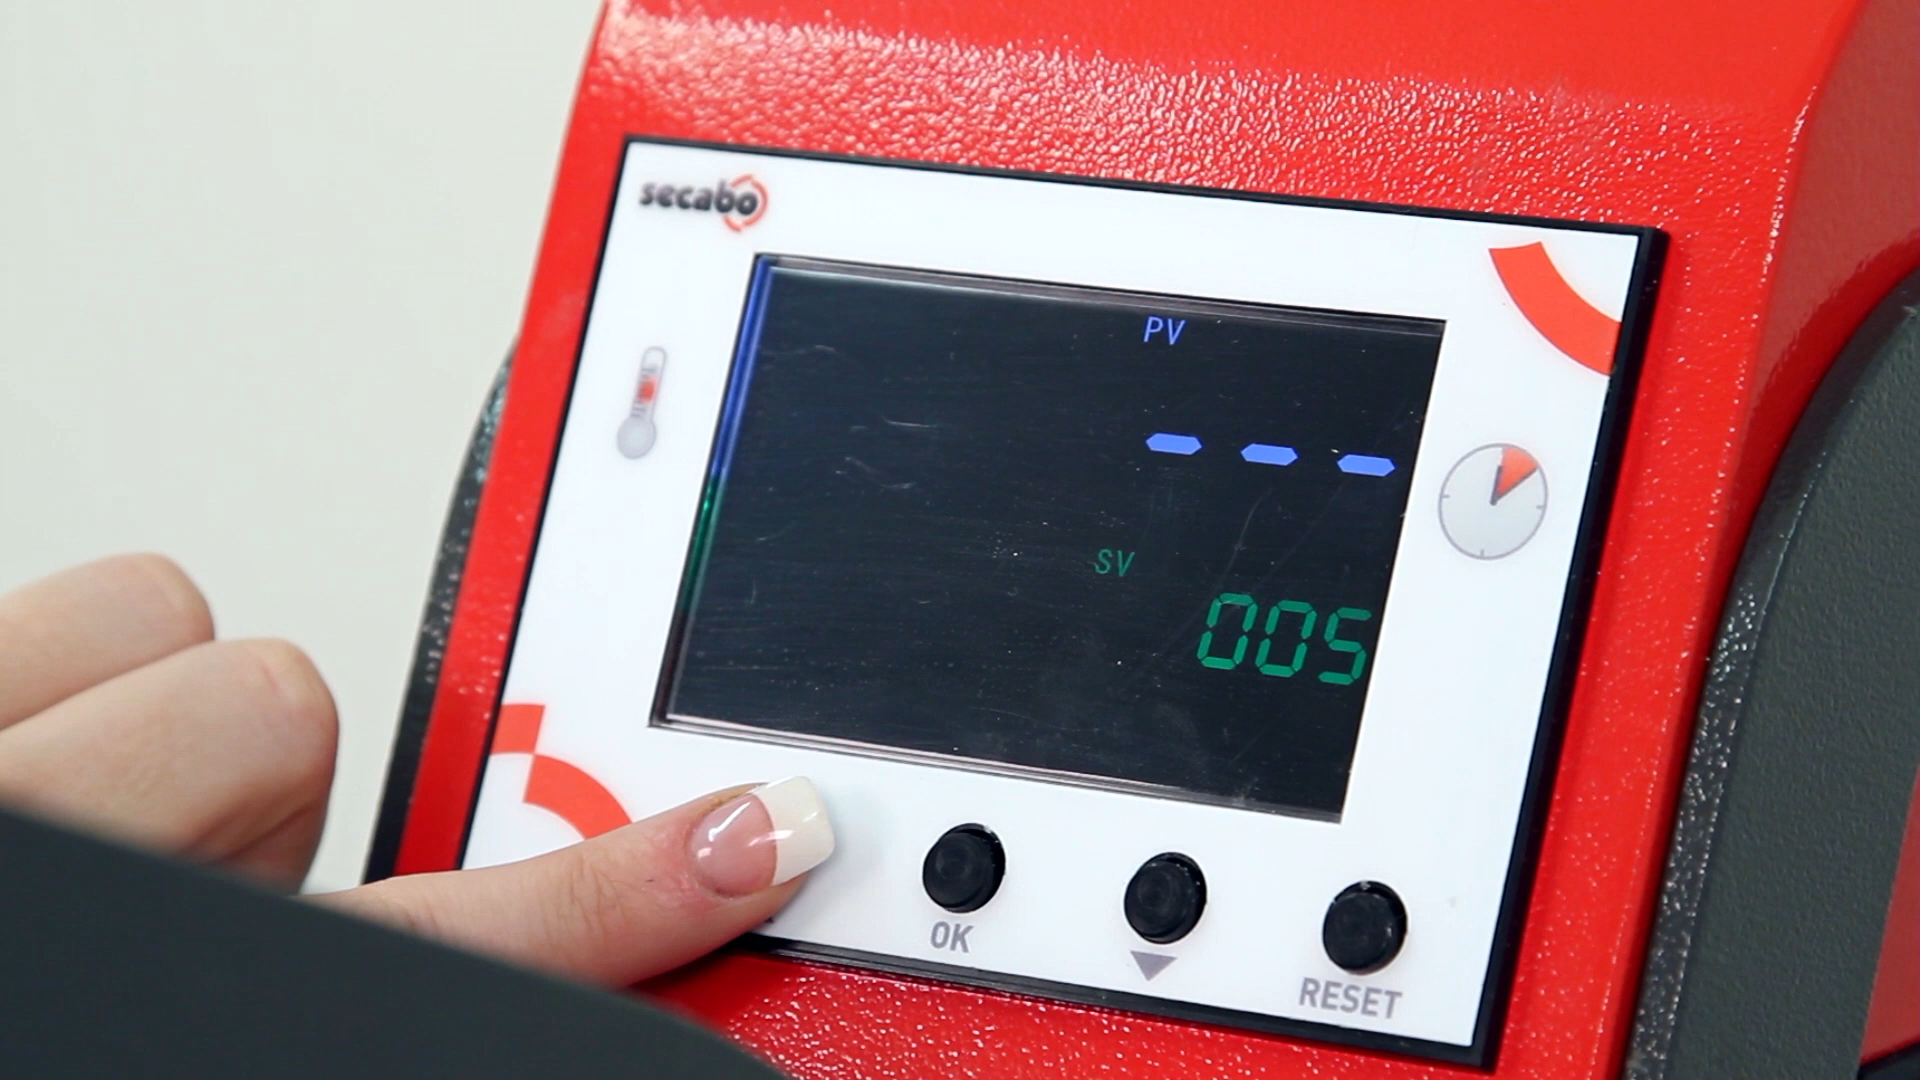 secabo
PV
- - -
SV
005
OK
RESET